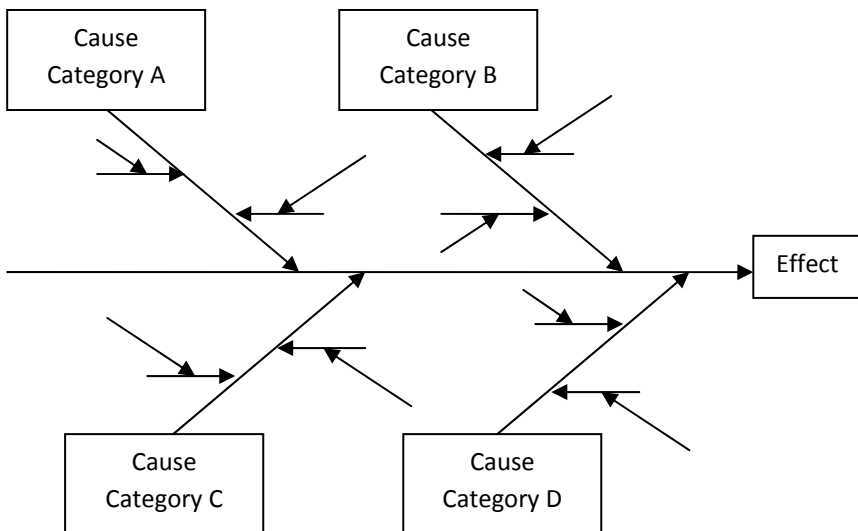 Cause
Category A
Cause
Category B
Effect
Cause
Category C
Cause
Category D